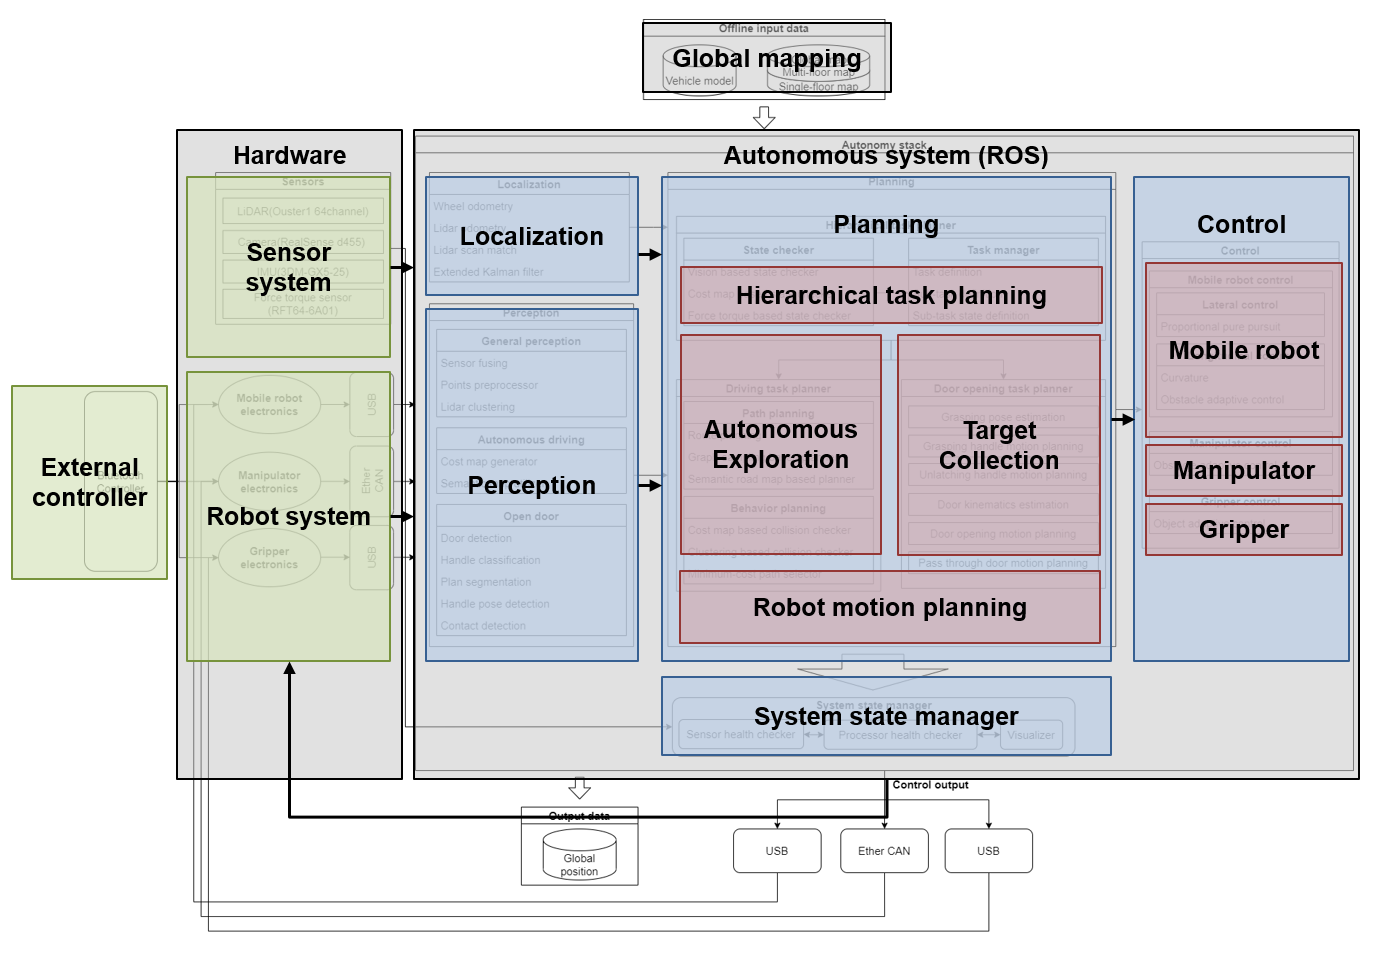 Offline input data
Global mapping
Vehicle model
Multi-floor map
Single-floor map
Hardware
Sensors
LiDAR(Ouster1 64channel)
Camera(RealSense d455)
Sensor
system
IMU(3DM-GX5-25)
Force torque sensor
(RFT64-6A01)
External
controller
Bluetooth
Controller
Mobile robot
electronics
USB
Manipulator
electronics
Ether
CAN
Robot system
Gripper
electronics
USB
Autonomy stack
Autonomous system (ROS)
Localization
Wheel odometry
Lidar odometry
Localization
Lidar scan match
Extended Kalman filter
Perception
General perception
Sensor fusing
Points preprocessor
Lidar clustering
Autonomous driving
Cost map generator
Perception
Open door
Door detection
Handle classification
Plan segmentation
Handle pose detection
Contact detection
Planning
Planning
State checker
Vision based state checker
Cost map
Force torque based state checker
Task manager
Task definition
Sub-task state definition
Hierarchical task planning
Driving task planner
Path planning
Autonomous
Exploration
Semantic road map based planner
Behavior planning
Cost map based collision checker
Clustering based collision checker
Minimum-cost path selector
Door opening task planner
Grasping pose estimation
Target
Collection
Grasping handle motion planning
Unlatching handle motion planning
Door kinematics estimation
Door opening motion planning
Pass through door motion planning
Robot motion planning
Control
Control
Mobile robot control
Lateral control
Proportional pure pursuit
Mobile robot
Curvature
Obstacle adaptive control
Manipulator control
Manipulator
Gripper control
Object
Gripper
System state manager
System state manager
Sensor health checker
Processor health checker
Visualizer
Control output
Output data
Global
position
USB
Ether CAN
USB